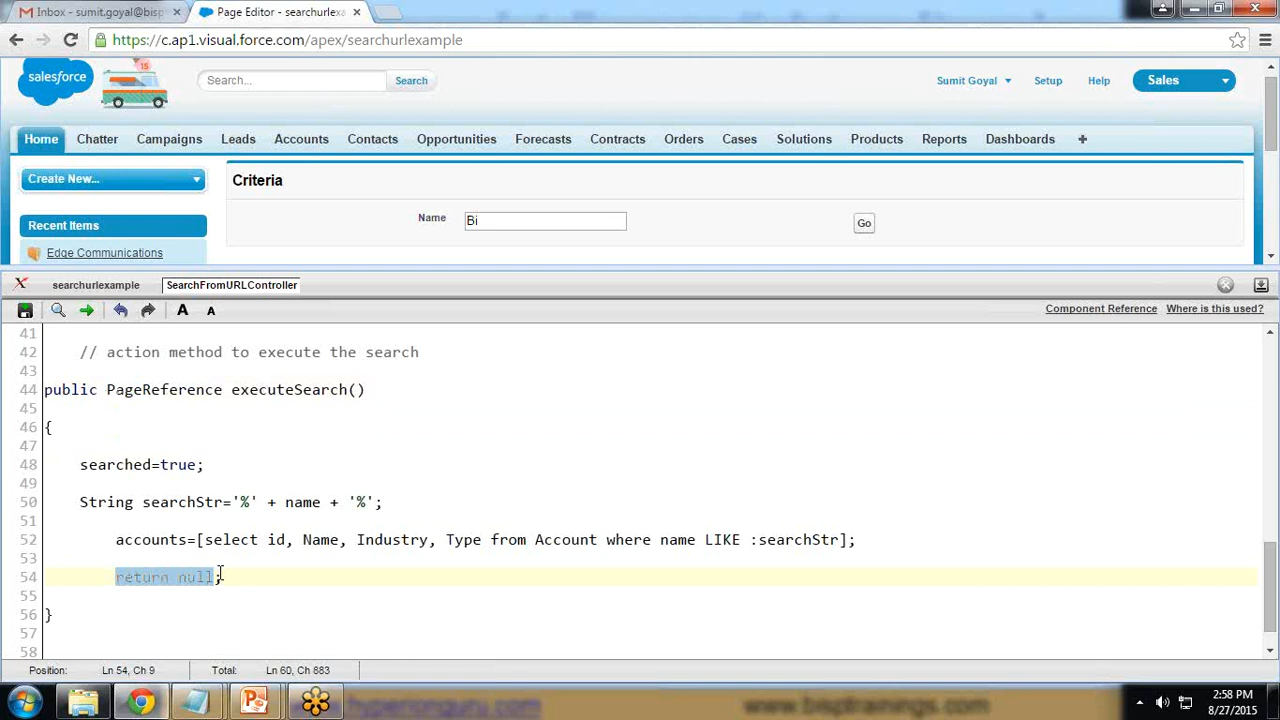 Inbox - sumit.goyal@bisp
Page Editor - searchurlexa
https://c.ap1.visual.force.com/apex/searchurlexample
salesforce
15
Search...
Search
Sumit Goyal
Setup
Help
Sales
Home
Chatter
Campaigns
Leads
Accounts
Contacts
Opportunities
Forecasts
Contracts
Orders
Cases
Solutions
Products
Reports
Dashboards
Create New...
Criteria
Name
Bi
Go
Recent Items
Edge Communications
searchurlexample
SearchFromURLController
Component Reference
Where is this used?
41
42 // action method to execute the search
43
44 public PageReference executeSearch()
45
46 {
47
48 searched=true;
49
50 String searchStr='%' + name + '%';
51
52 accounts=[select id, Name, Industry, Type from Account where name LIKE :searchStr];
53
54 return null;
55
56 }
57
58
Position:
Ln 54, Ch 9
Total:
Ln 60, Ch 883
2:58 PM
8/27/2015